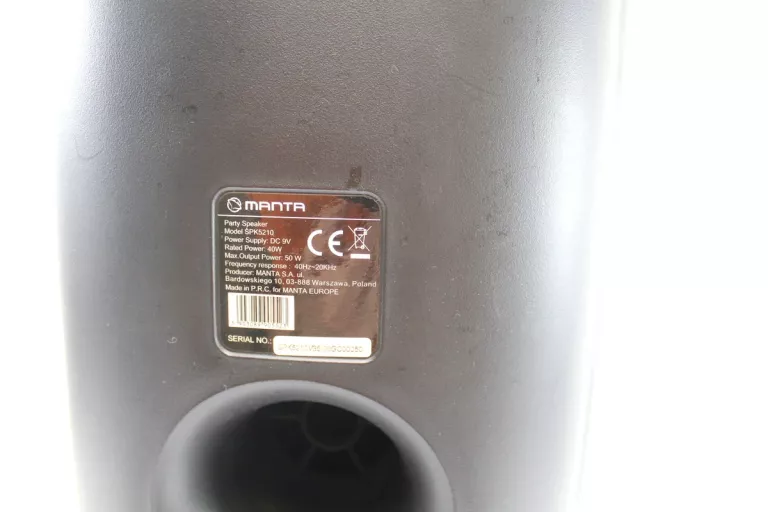 MANTA
Party Speaker
Model SPK5210
Power Supply: DC 9V
Rated Power: 40W
Max.Output Power: 50 W
Frequency response : 40Hz~20KHz
Producer: MANTA S.A. ul.
Bardowskiego 10, 03-888 Warszawa, Poland
Made in P.R.C, for MANTA EUROPE
CE
SERIAL NO.: